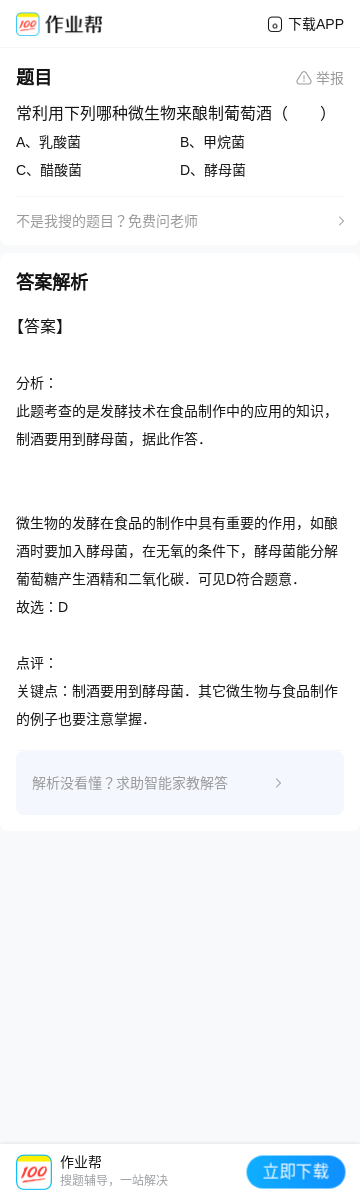 作业帮
下载APP
题目
举报
常利用下列哪种微生物来酿制葡萄酒（　　）
A、乳酸菌 B、甲烷菌
C、醋酸菌 D、酵母菌
不是我搜的题目？免费问老师
答案解析
【答案】
分析：
此题考查的是发酵技术在食品制作中的应用的知识，
制酒要用到酵母菌，据此作答．
微生物的发酵在食品的制作中具有重要的作用，如酿
酒时要加入酵母菌，在无氧的条件下，酵母菌能分解
葡萄糖产生酒精和二氧化碳．可见D符合题意．
故选：D
点评：
关键点：制酒要用到酵母菌．其它微生物与食品制作
的例子也要注意掌握．
解析没看懂？求助智能家教解答
100
作业帮
搜题辅导，一站解决
立即下载